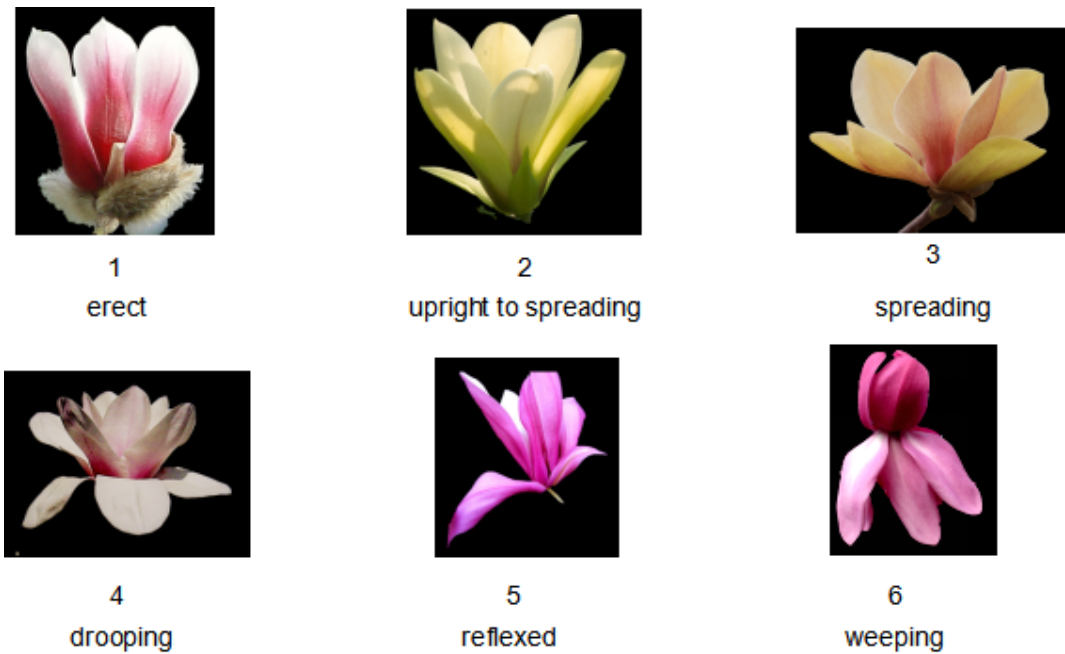 1
2
3
erect
upright to spreading
spreading
4
5
6
drooping
reflexed
weeping